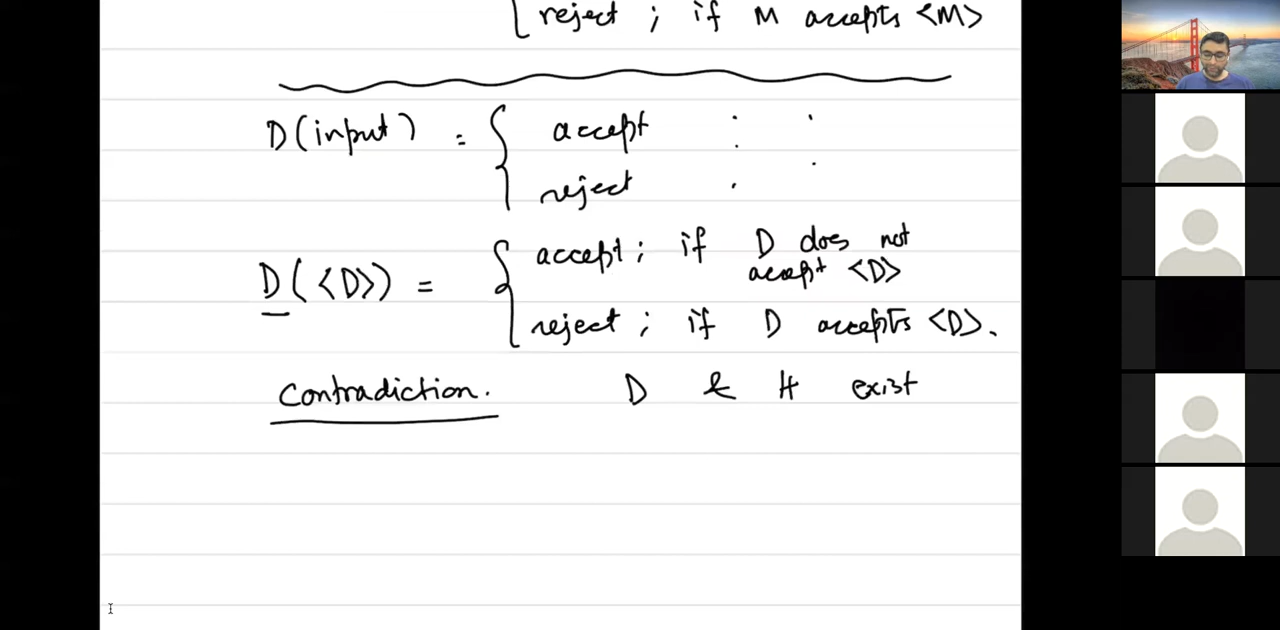 reject ; if M accepts <M>
D(input) = { accept : :
reject . .
D(<D>) = { accept; if D does not accept <D>
reject ; if D accepts <D>.
Contradiction. D & H exist